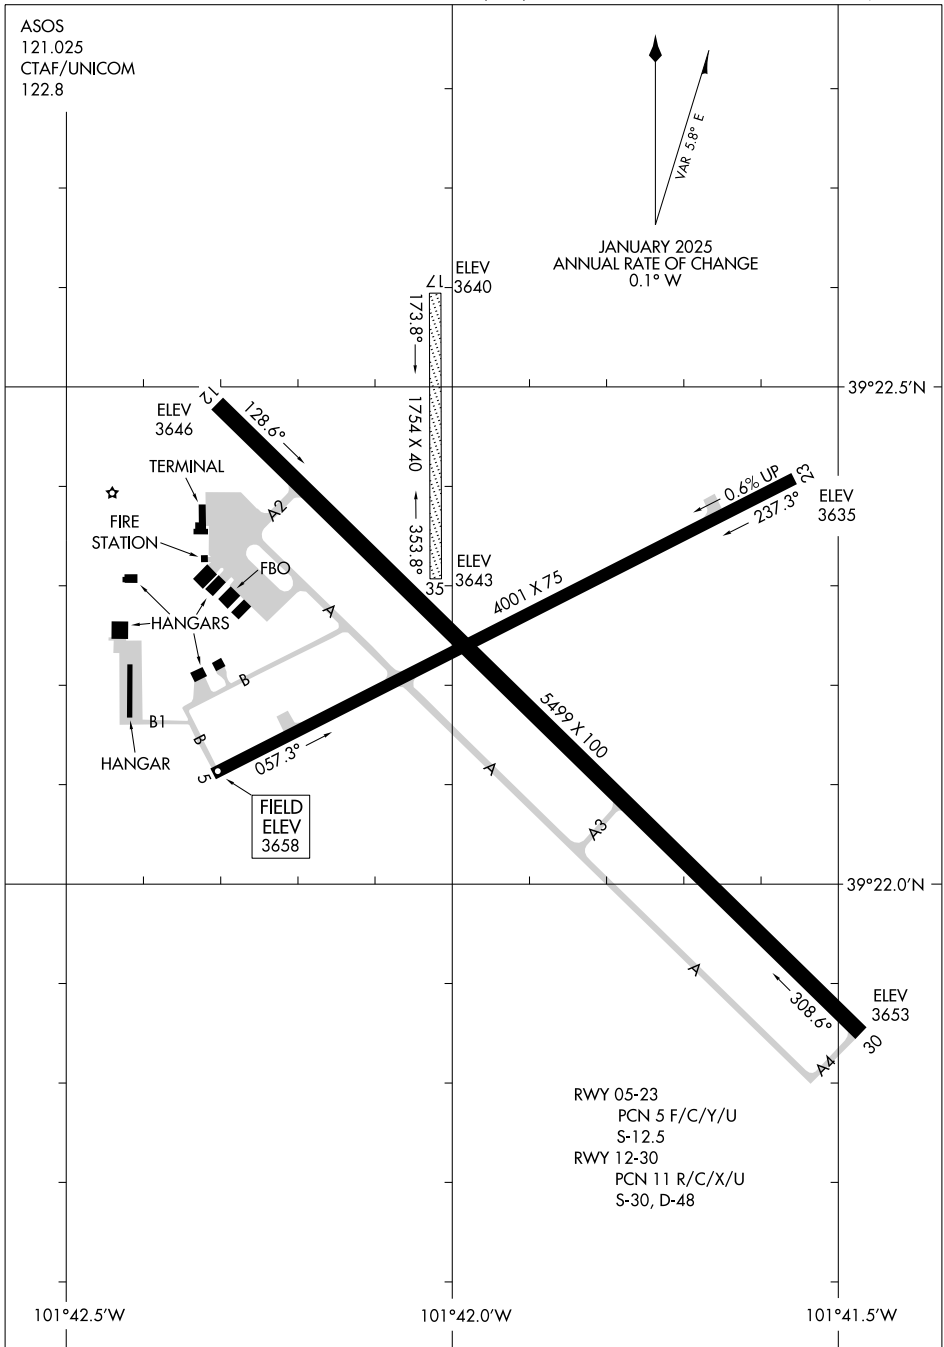 ASOS
121.025
CTAF/UNICOM
122.8
VAR 5.8° E
JANUARY 2025
ANNUAL RATE OF CHANGE
0.1° W
17
ELEV
3640
173.8°
1754 X 40
353.8°
35
ELEV
3643
39°22.5'N
12
ELEV
3646
128.6°
TERMINAL
A2
FIRE
STATION
FBO
HANGARS
A
B
B1
B
HANGAR
5
057.3°
FIELD
ELEV
3658
4001 X 75
0.6% UP
237.3°
23
ELEV
3635
5499 X 100
A
A3
39°22.0'N
A
308.6°
ELEV
3653
30
A4
RWY 05-23
PCN 5 F/C/Y/U
S-12.5
RWY 12-30
PCN 11 R/C/X/U
S-30, D-48
101°42.5'W
101°42.0'W
101°41.5'W